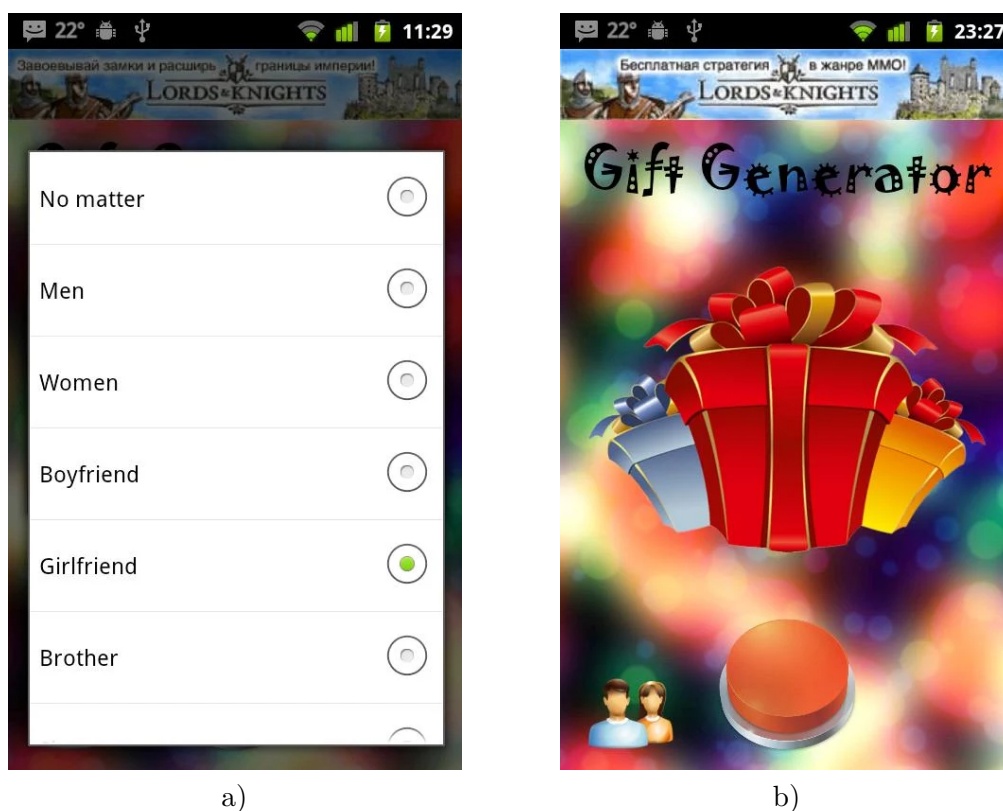 22° 11:29
Завоевывай замки и расширь границы империи!
LORDS & KNIGHTS
No matter
Men
Women
Boyfriend
Girlfriend
Brother
a)
22° 23:27
Бесплатная стратегия в жанре MMO!
LORDS & KNIGHTS
Gift Generator
b)